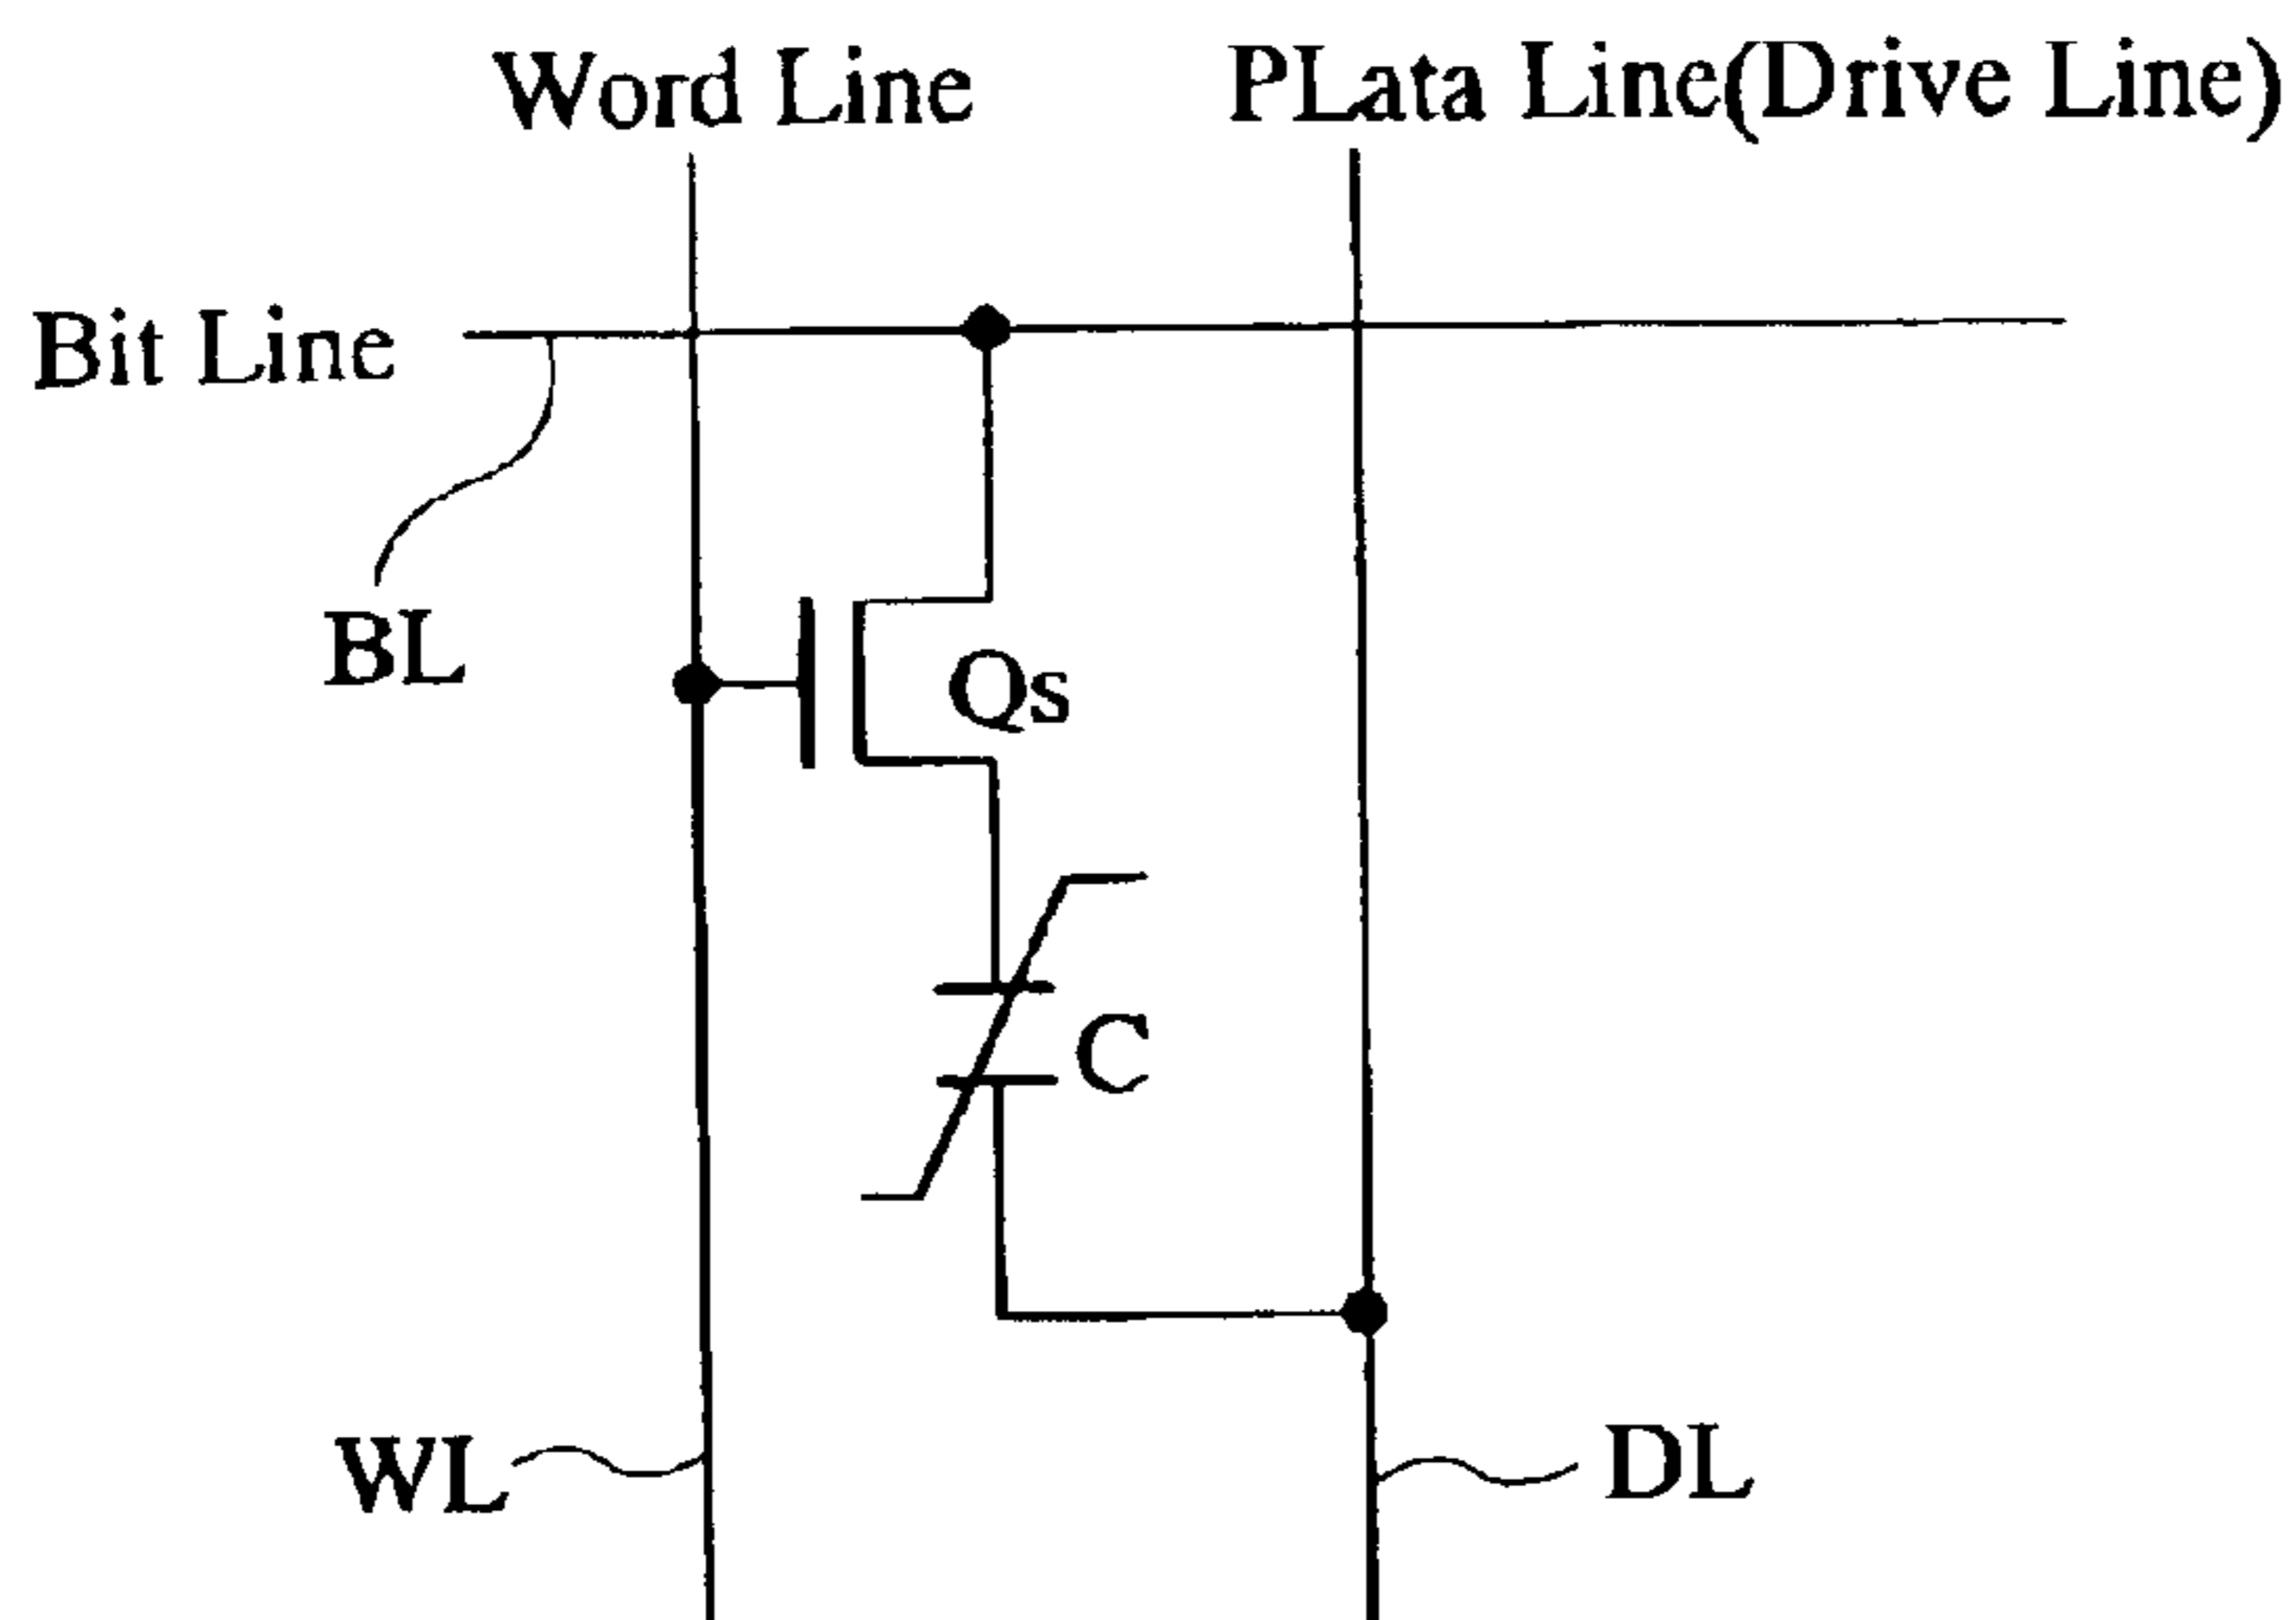 Word Line
PLata Line(Drive Line)
Bit Line
BL
Qs
C
WL
DL